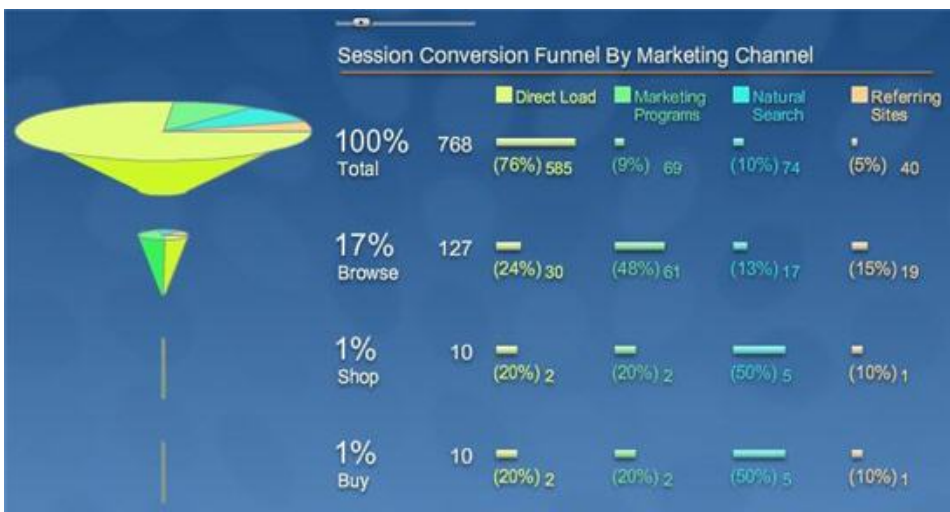 Session Conversion Funnel By Marketing Channel
Direct Load
Marketing
Programs
Natural
Search
Referring
Sites
100% 768
Total
(76%) 585 (9%) 69 (10%) 74 (5%) 40
17% 127
Browse
(24%) 30 (48%) 61 (13%) 17 (15%) 19
1% 10
Shop
(20%) 2 (20%) 2 (50%) 5 (10%) 1
1% 10
Buy
(20%) 2 (20%) 2 (50%) 5 (10%) 1